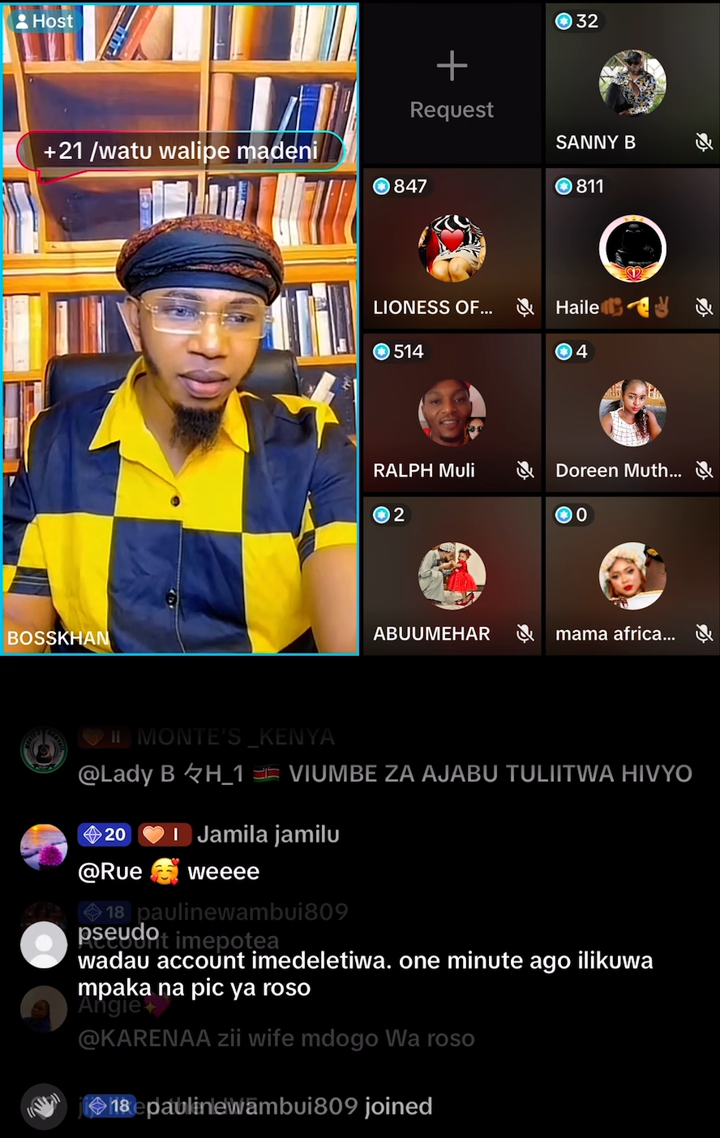 Host
+21 /watu walipe madeni
BOSSKHAN
Request
32
SANNY B
847
LIONESS OF...
811
Haile
514
RALPH Muli
4
Doreen Muth...
2
ABUUMEHAR
0
mama africa...
II MONTE'S _KENYA
@Lady B 々H_1 🇰🇪 VIUMBE ZA AJABU TULIITWA HIVYO
20 I Jamila jamilu
@Rue 🥰 weeee
18 paulinewambui809
Account imepotea
pseudo
wadau account imedeletiwa. one minute ago ilikuwa
mpaka na pic ya roso
Angie💖
@KARENAA zii wife mdogo Wa roso
18 paulinewambui809 joined